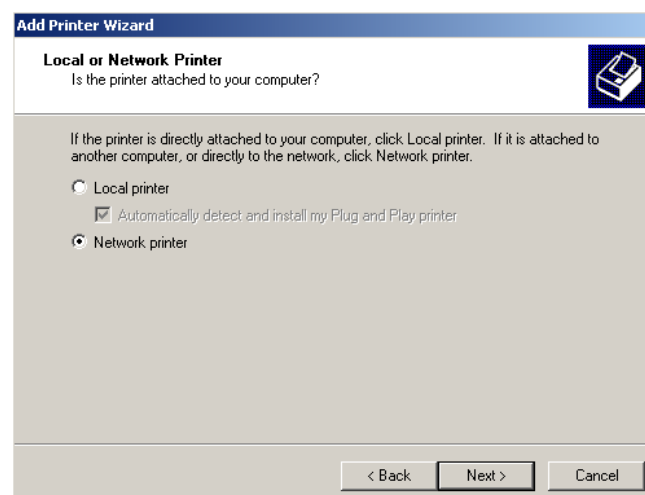 Add Printer Wizard
Local or Network Printer
Is the printer attached to your computer?
If the printer is directly attached to your computer, click Local printer. If it is attached to
another computer, or directly to the network, click Network printer.
Local printer
Automatically detect and install my Plug and Play printer
Network printer
< Back Next > Cancel